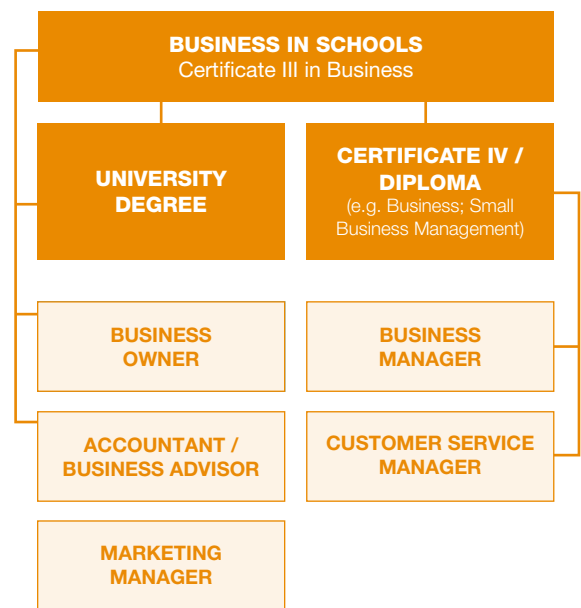 BUSINESS IN SCHOOLS
Certificate III in Business
UNIVERSITY
DEGREE
CERTIFICATE IV /
DIPLOMA
(e.g. Business; Small
Business Management)
BUSINESS
OWNER
BUSINESS
MANAGER
ACCOUNTANT /
BUSINESS ADVISOR
CUSTOMER SERVICE
MANAGER
MARKETING
MANAGER